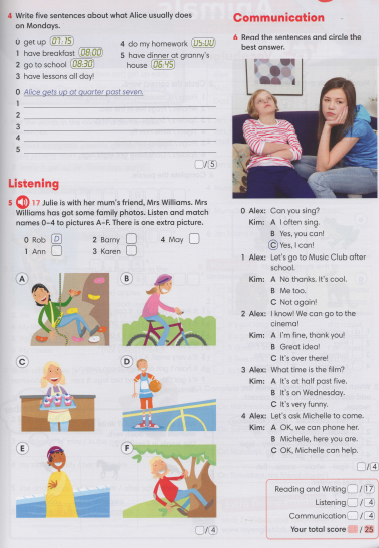 4 Write five sentences about what Alice usually does
on Mondays.
0 get up 07:15
1 have breakfast 08:00
2 go to school 08:30
3 have lessons all day!
4 do my homework 05:00
5 have dinner at granny's
house 06:45
0 Alice gets up at quarter past seven.
1
2
3
4
5
/5
Listening
5 17 Julie is with her mum's friend, Mrs Williams. Mrs
Williams has got some family photos. Listen and match
names 0–4 to pictures A–F. There is one extra picture.
0 Rob D
1 Ann
2 Barny
3 Karen
4 May
A
B
C
D
E
F
/4
Communication
6 Read the sentences and circle the
best answer.
0 Alex: Can you sing?
Kim: A I often sing.
B Yes, you can!
C Yes, I can!
1 Alex: Let's go to Music Club after
school.
Kim: A No thanks. It's cool.
B Me too.
C Not again!
2 Alex: I know! We can go to the
cinema!
Kim: A I'm fine, thank you!
B Great idea!
C It's over there!
3 Alex: What time is the film?
Kim: A It's at half past five.
B It's on Wednesday.
C It's very funny.
4 Alex: Let's ask Michelle to come.
Kim: A OK, we can phone her.
B Michelle, here you are.
C OK, Michelle can help.
/4
Reading and Writing /17
Listening /4
Communication /4
Your total score /25